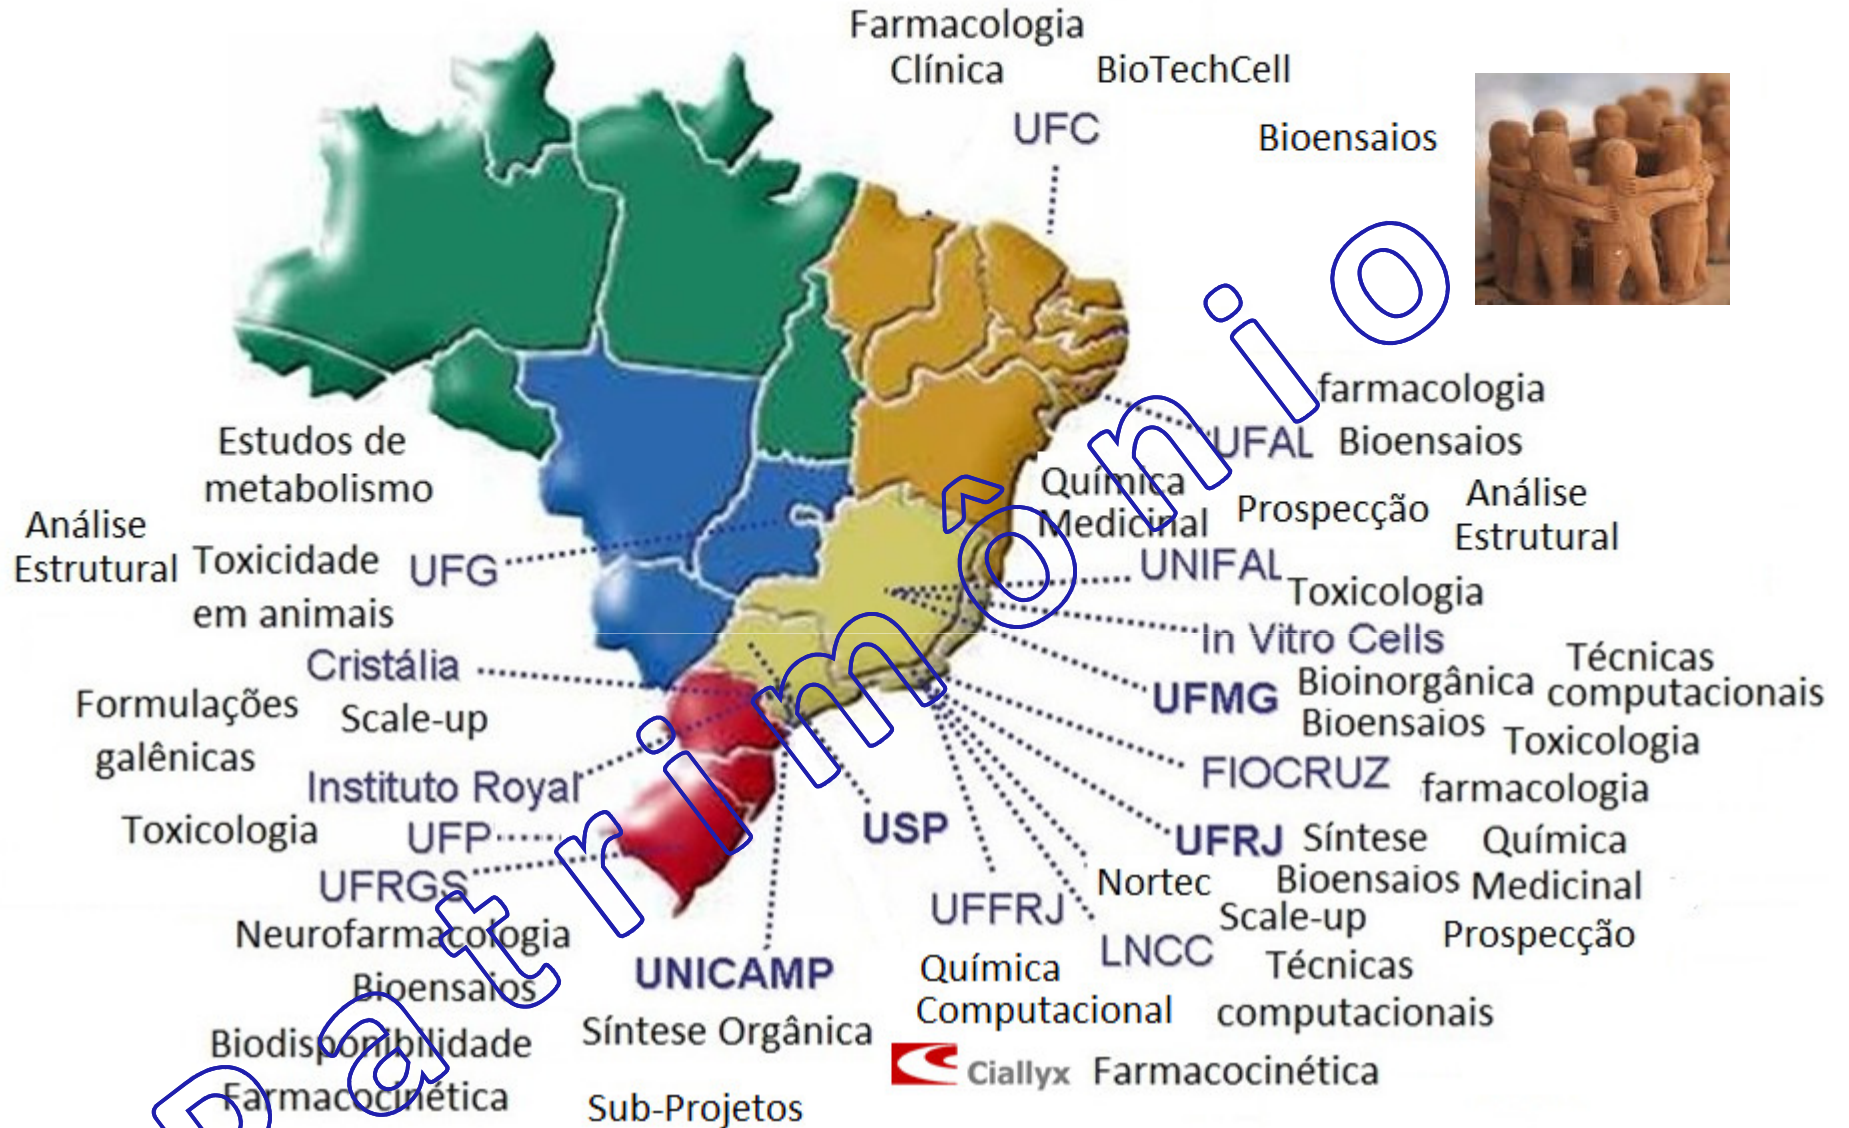 Farmacologia
Clínica
BioTechCell
UFC
Bioensaios
farmacologia
UFAL
Bioensaios
Química
Medicinal
Prospecção
Análise
Estrutural
UNIFAL
Toxicologia
In Vitro Cells
UFMG
Bioinorgânica
Bioensaios
Técnicas
computacionais
Toxicologia
FIOCRUZ
farmacologia
UFRJ
Síntese
Química
Bioensaios
Medicinal
Prospecção
Nortec
Scale-up
LNCC
Técnicas
computacionais
UFFRJ
Química
Computacional
Ciallyx
Farmacocinética
USP
UNICAMP
Síntese Orgânica
Sub-Projetos
Estudos de
metabolismo
Análise
Estrutural
Toxicidade
em animais
UFG
Cristália
Formulações
galênicas
Scale-up
Instituto Royal
Toxicologia
UFP
UFRGS
Neurofarmacologia
Bioensaios
Biodisponibilidade
Farmacocinética
Patrimônio